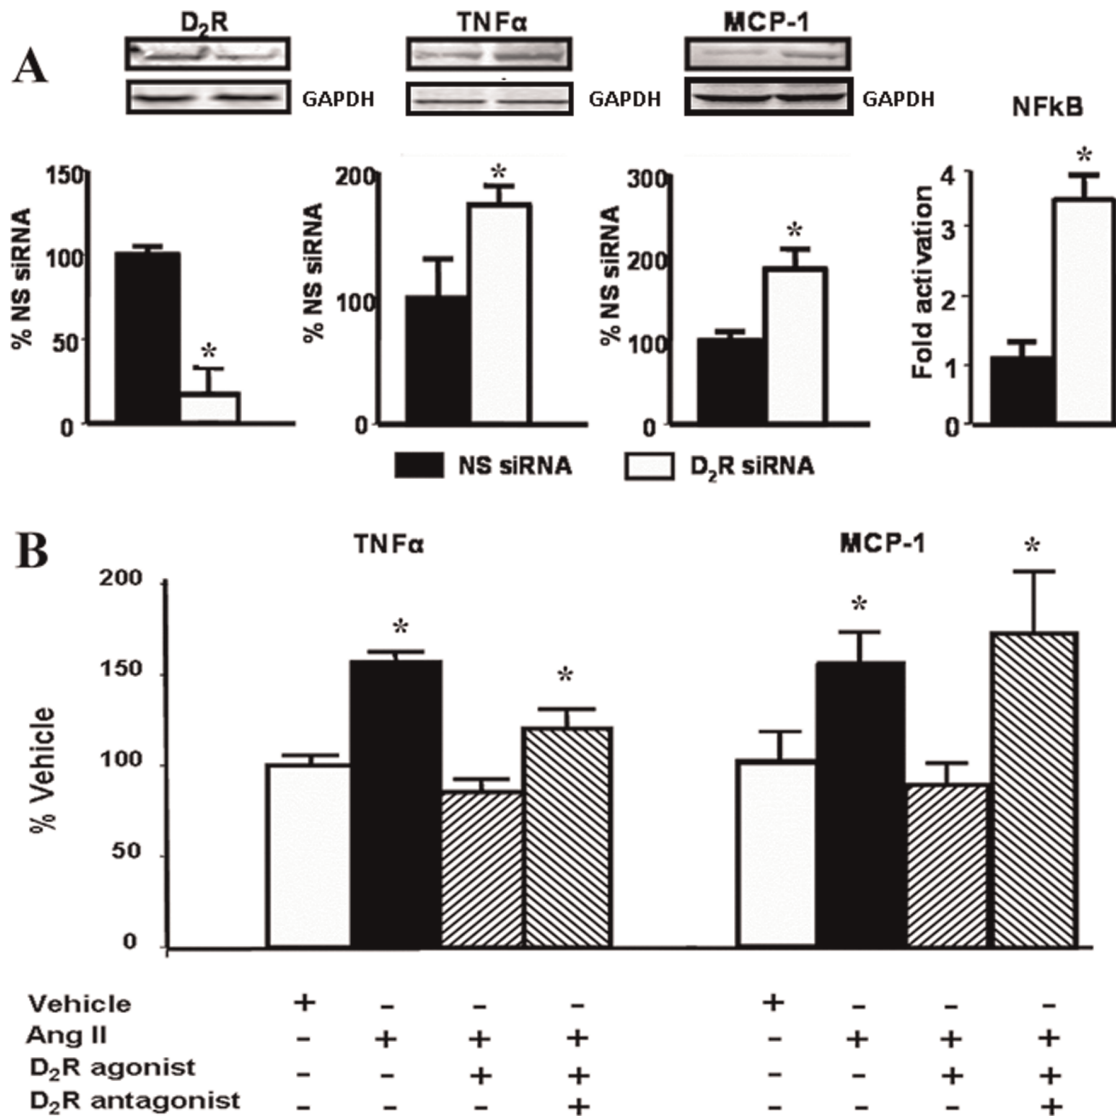 A
D₂R
TNFα
MCP-1
GAPDH
GAPDH
GAPDH
NFkB
% NS siRNA
150
100
50
0
*
% NS siRNA
200
100
0
*
% NS siRNA
300
200
100
0
*
Fold activation
4
3
2
1
0
*
NS siRNA
D₂R siRNA
B
TNFα
MCP-1
% Vehicle
200
150
100
50
0
*
*
*
*
Vehicle + - - - + - - -
Ang II - + + + - + + +
D₂R agonist - - + + - - + +
D₂R antagonist - - - + - - - +